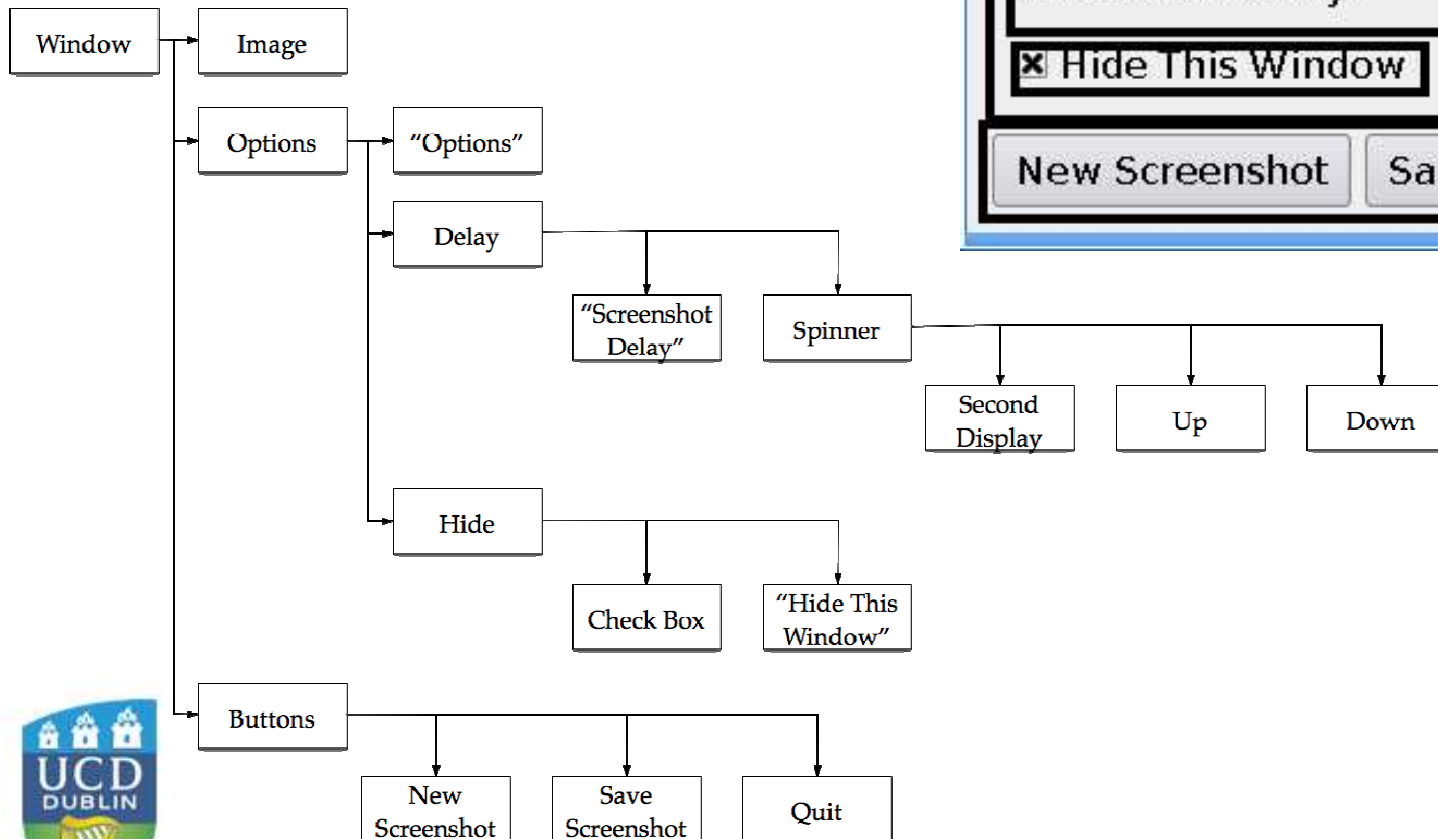 Window
Image
Options
“Options”
Delay
“Screenshot
Delay”
Spinner
Second
Display
Up
Down
Hide
Check Box
“Hide This
Window”
Buttons
New
Screenshot
Save
Screenshot
Quit
Hide This Window
New Screenshot
Sa
UCD
DUBLIN